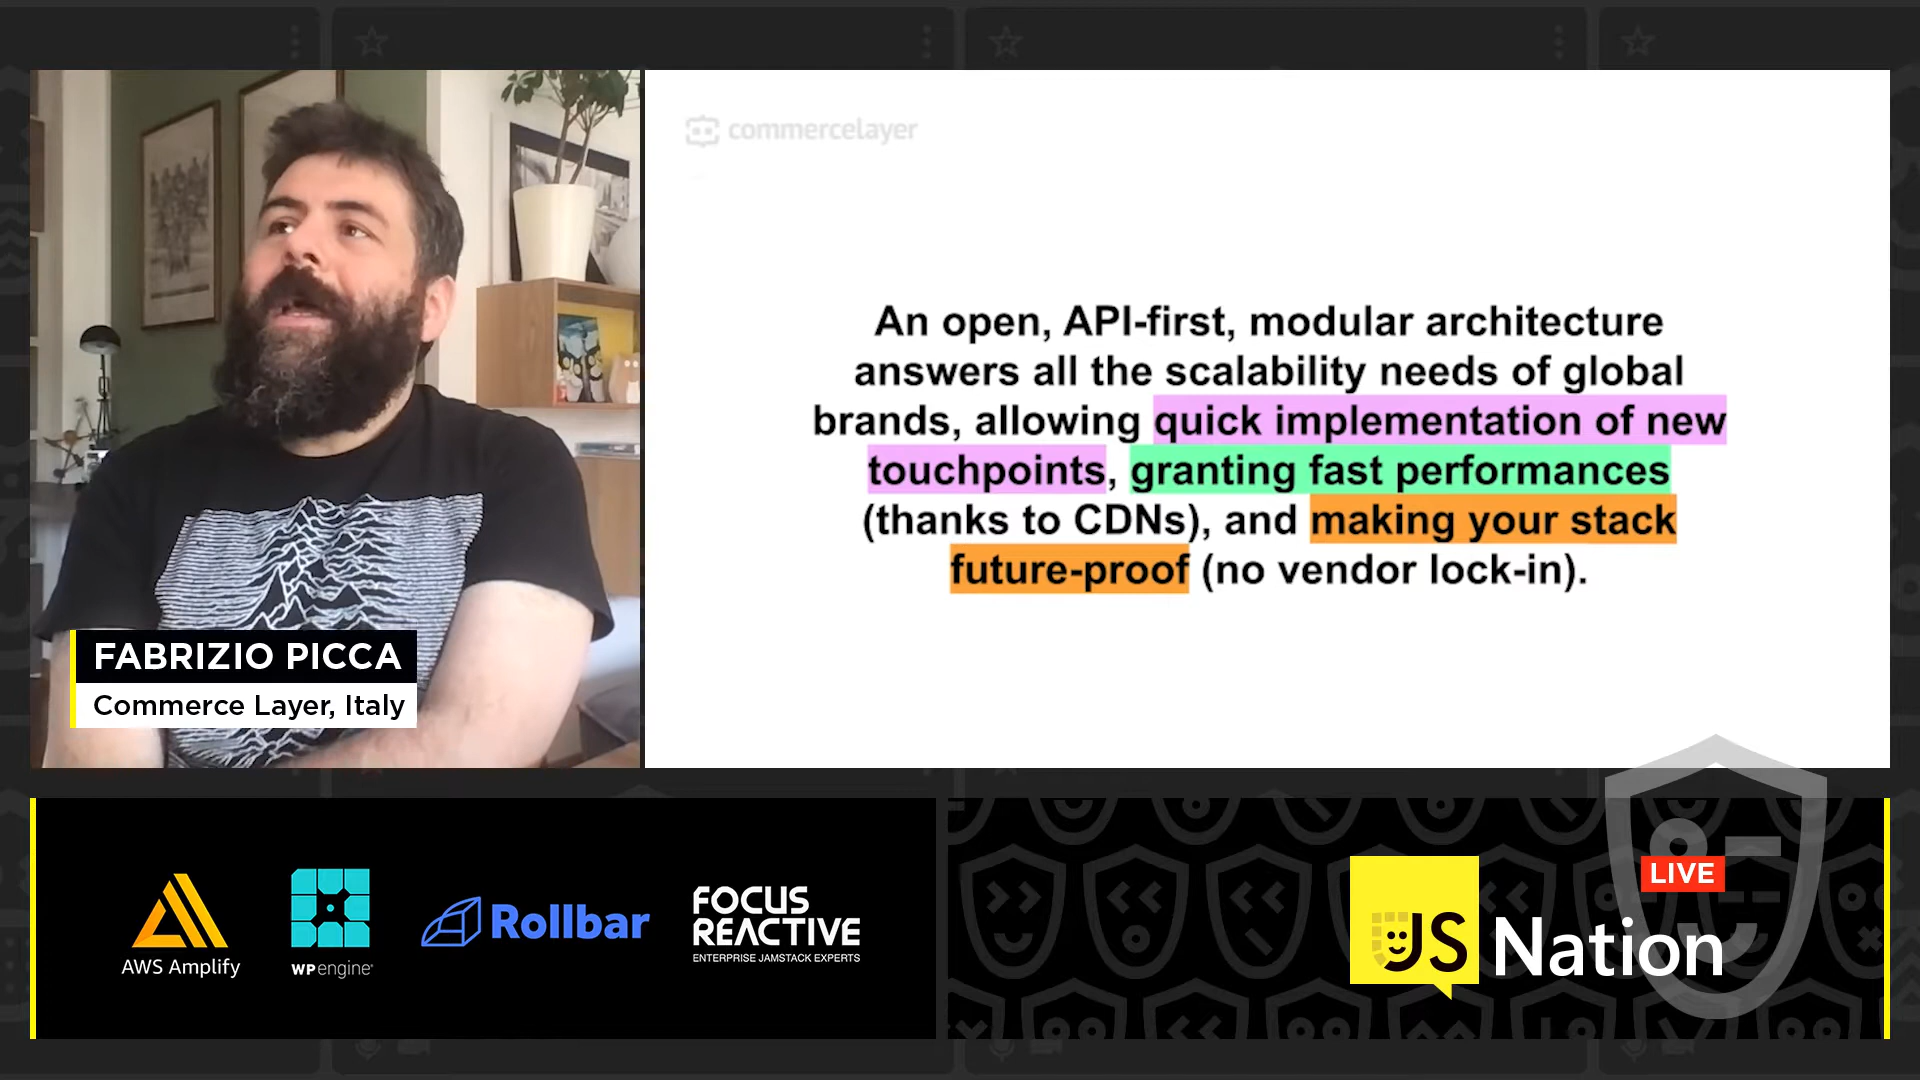 commercelayer
An open, API-first, modular architecture
answers all the scalability needs of global
brands, allowing quick implementation of new
touchpoints, granting fast performances
(thanks to CDNs), and making your stack
future-proof (no vendor lock-in).
FABRIZIO PICCA
Commerce Layer, Italy
AWS Amplify
WPengine
Rollbar
FOCUS
REACTIVE
ENTERPRISE JAMSTACK EXPERTS
LIVE
JS Nation